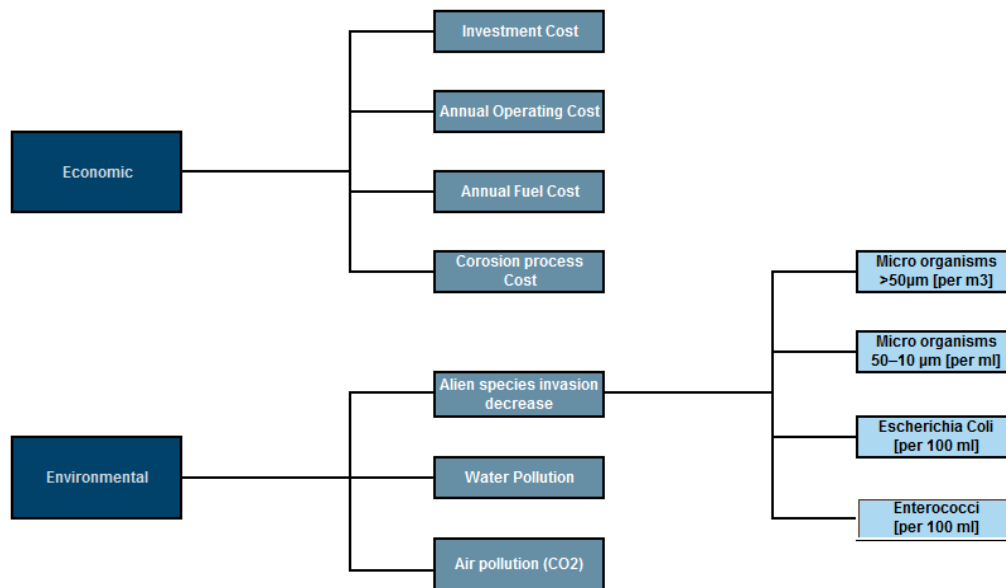 Investment Cost
Annual Operating Cost
Economic
Annual Fuel Cost
Corosion process
Cost
Micro organisms
>50µm [per m3]
Micro organisms
50–10 µm [per ml]
Alien species invasion
decrease
Escherichia Coli
[per 100 ml]
Environmental
Water Pollution
Enterococci
[per 100 ml]
Air pollution (CO2)